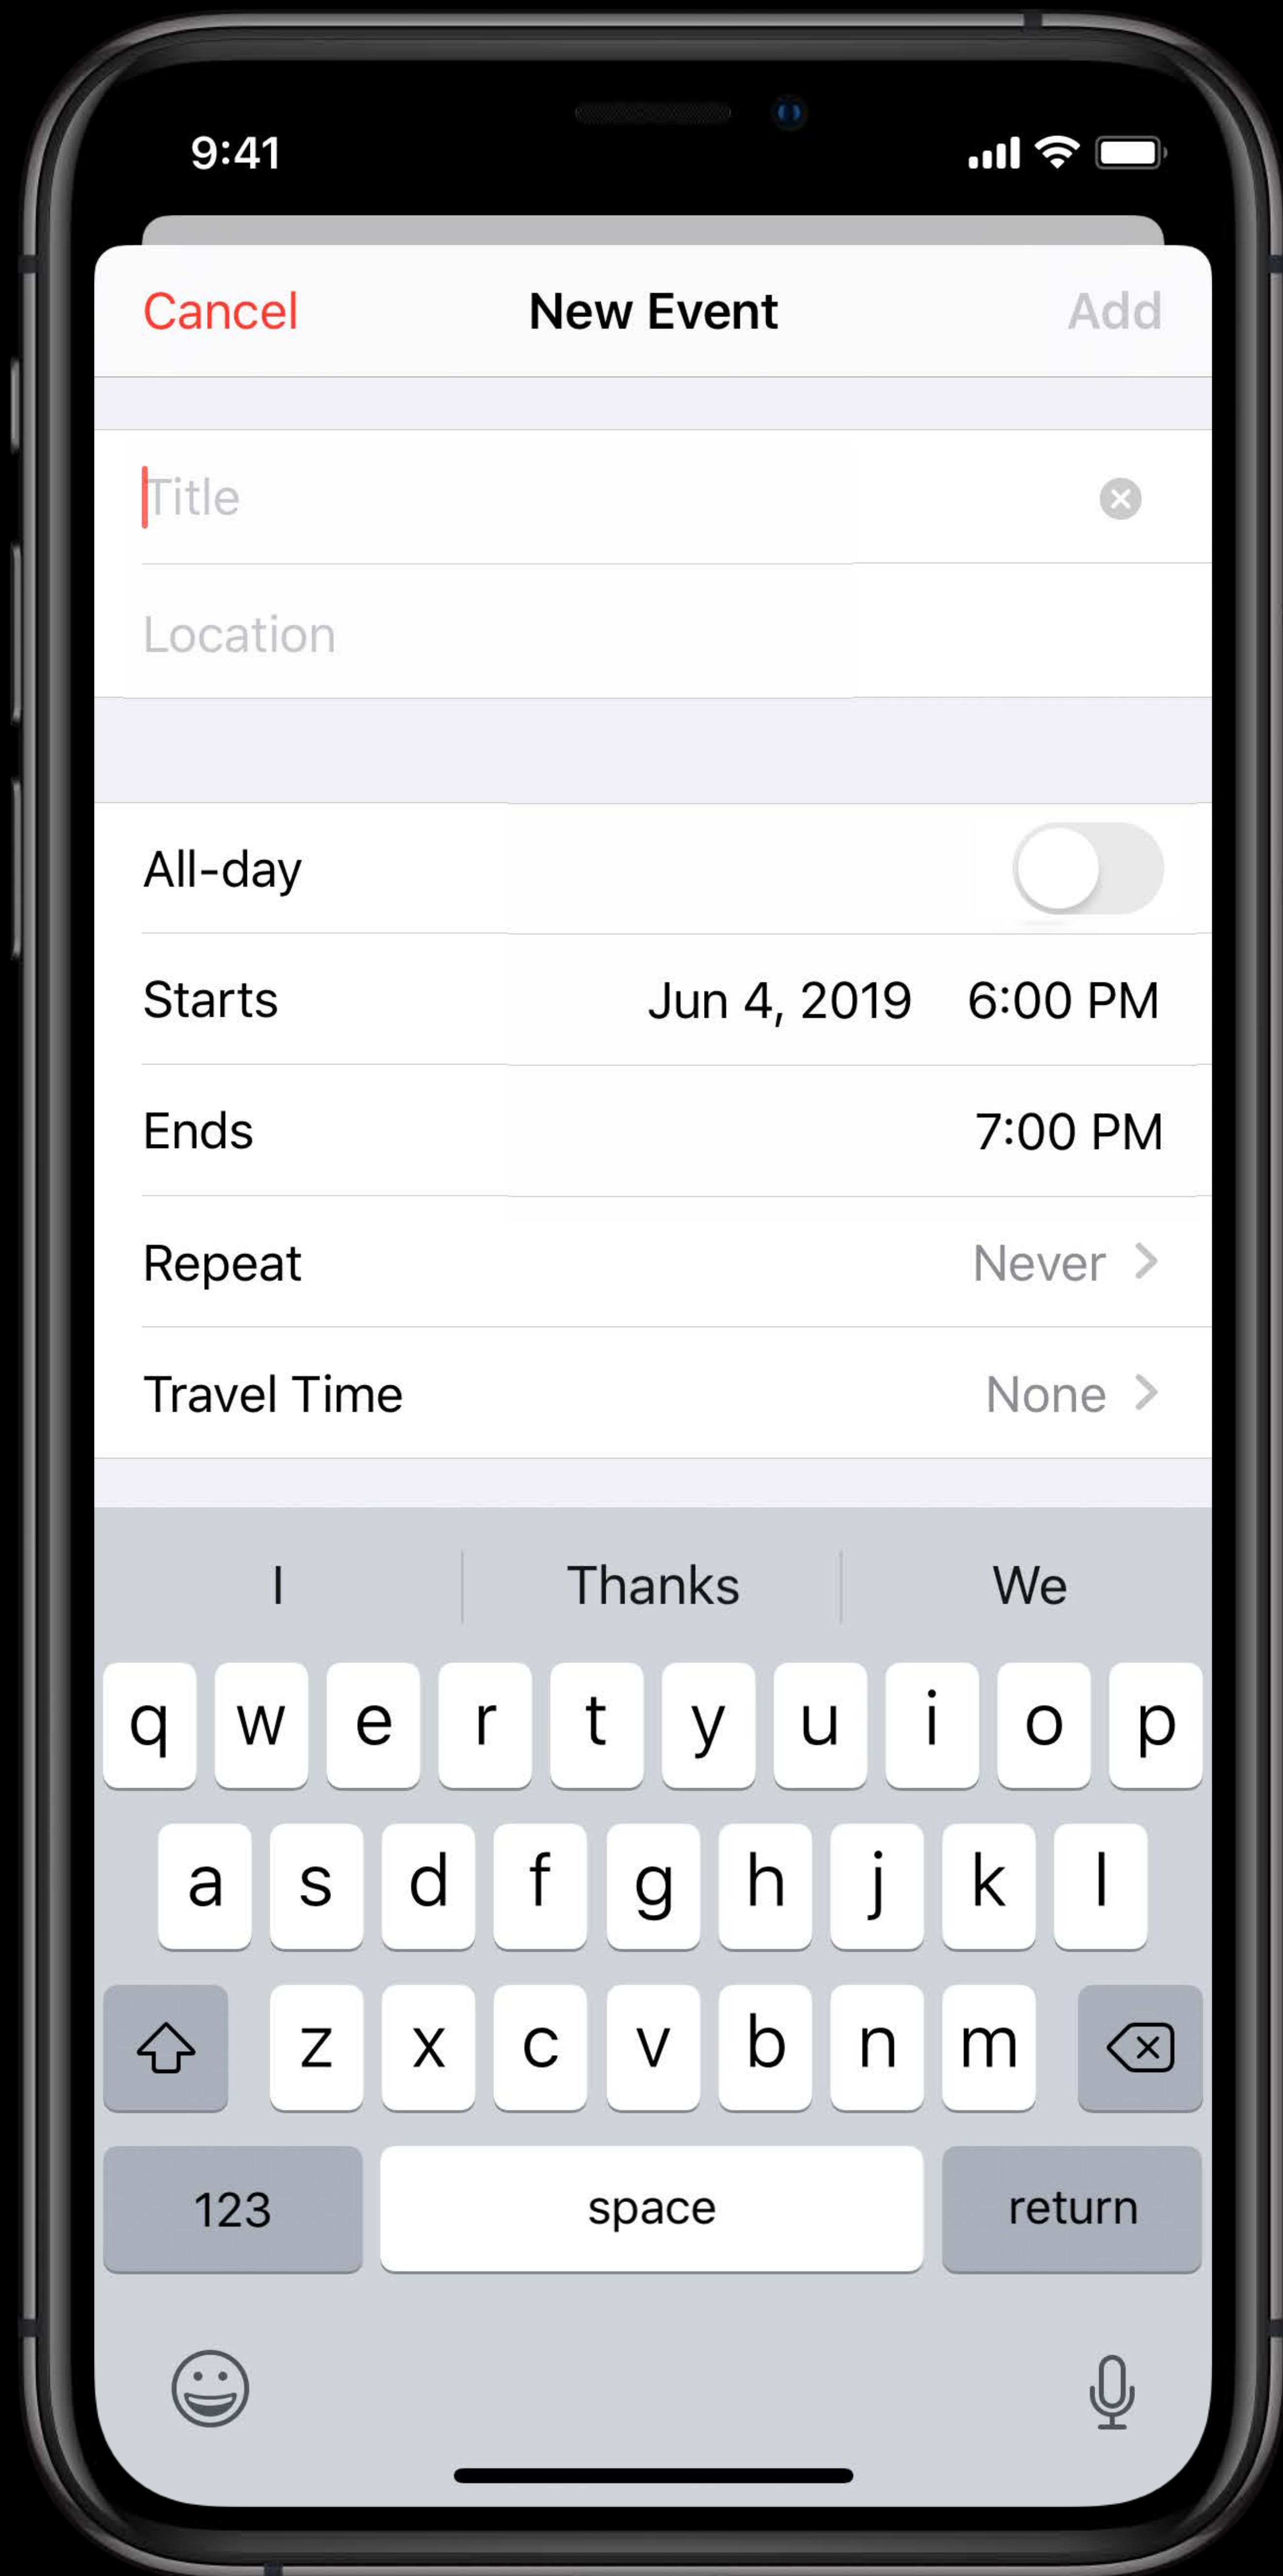 9:41
Cancel New Event Add
Title
Location
All-day
Starts Jun 4, 2019 6:00 PM
Ends 7:00 PM
Repeat Never
Travel Time None
I Thanks We
q w e r t y u i o p
a s d f g h j k l
z x c v b n m
123 space return